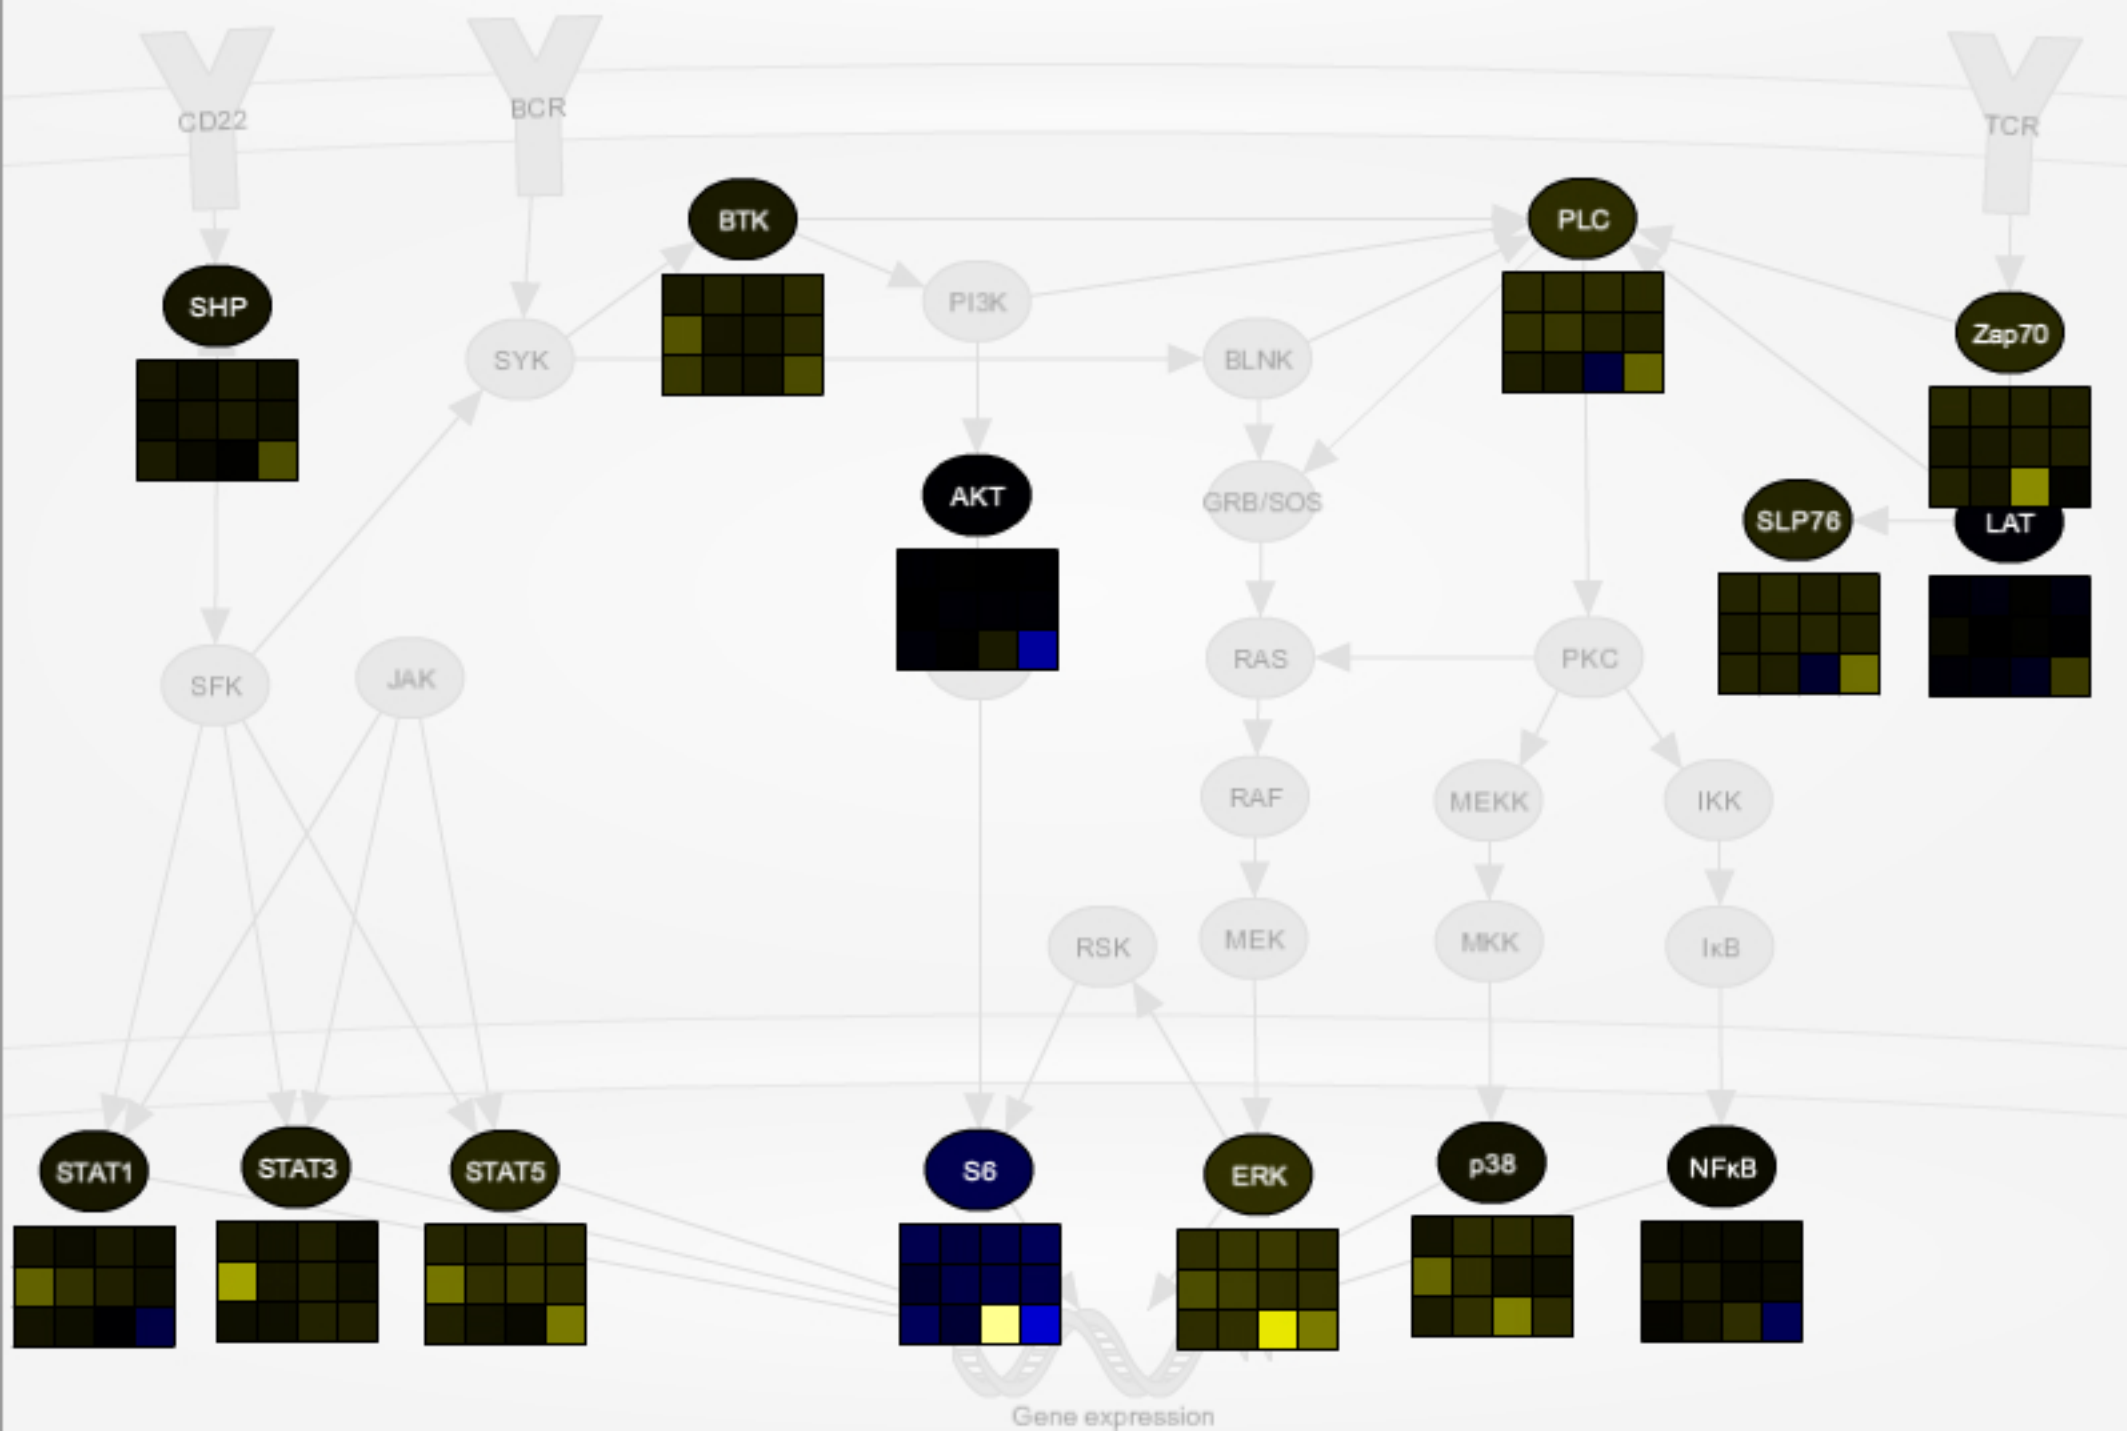 CD22
BCR
TCR
BTK
PLC
SHP
PI3K
Zap70
SYK
BLNK
AKT
GRB/SOS
SLP76
LAT
SFK
JAK
RAS
PKC
RAF
MEKK
IKK
RSK
MEK
MKK
IκB
STAT1
STAT3
STAT5
S6
ERK
p38
NFκB
Gene expression